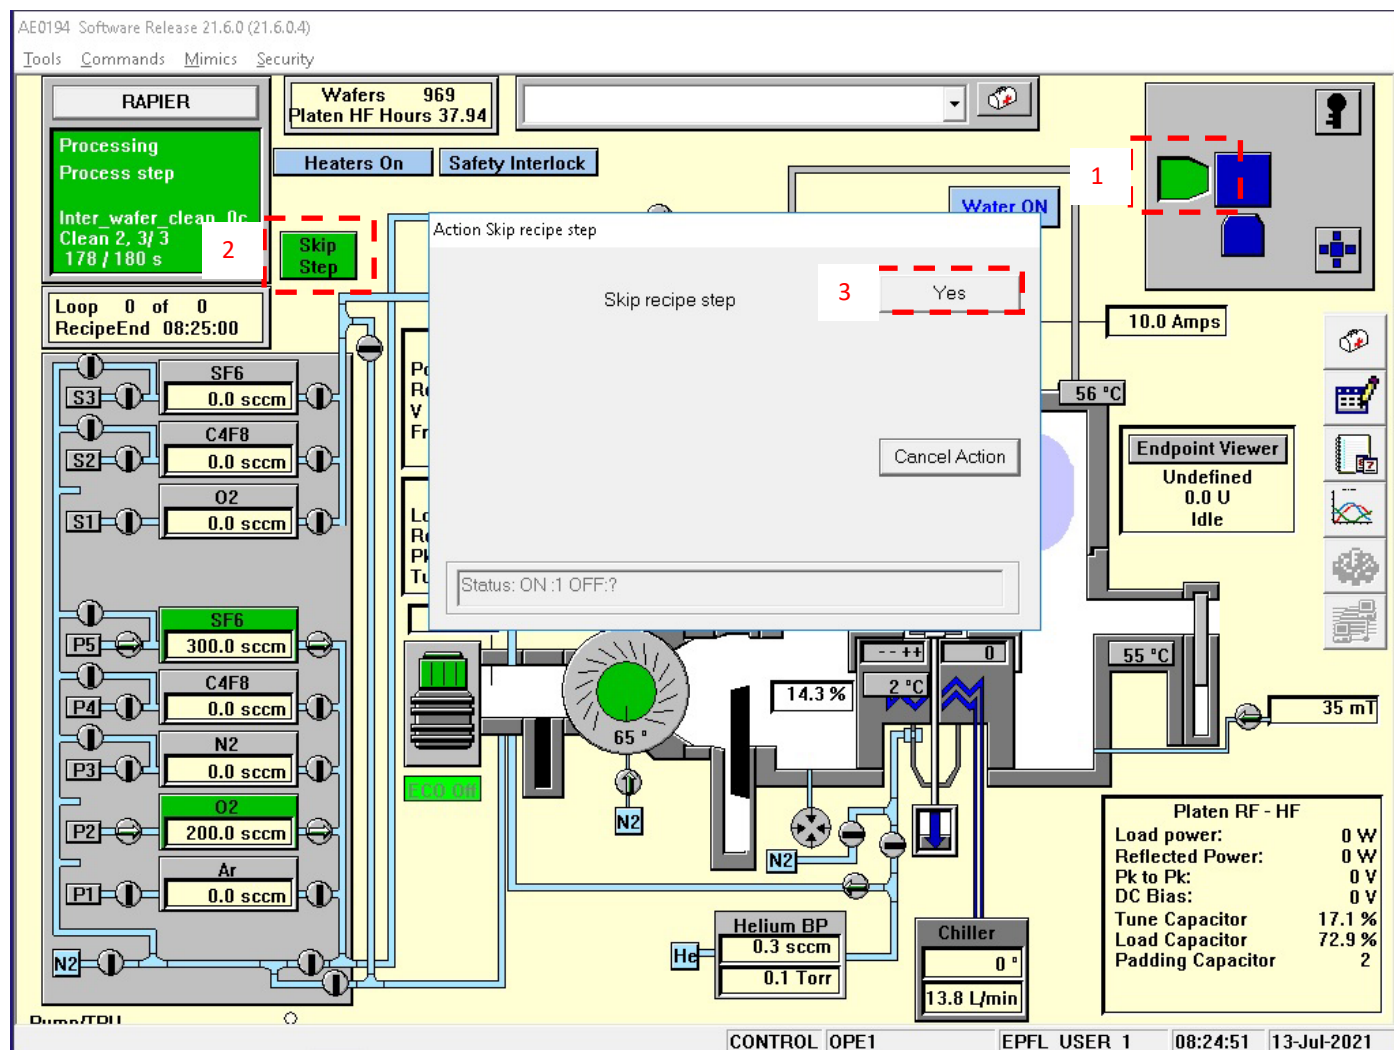 AE0194 Software Release 21.6.0 (21.6.0.4)
Tools Commands Mimics Security
RAPIER
Processing
Process step
Inter_wafer_clean_0c
Clean 2, 3/ 3
178 / 180 s
Wafers 969
Platen HF Hours 37.94
Heaters On
Safety Interlock
2
Skip
Step
1
Water ON
Loop 0 of 0
RecipeEnd 08:25:00
Action Skip recipe step
Skip recipe step
3
Yes
Cancel Action
Status: ON :1 OFF:?
10.0 Amps
56 °C
Endpoint Viewer
Undefined
0.0 U
Idle
S3
SF6
0.0 sccm
S2
C4F8
0.0 sccm
S1
O2
0.0 sccm
P5
SF6
300.0 sccm
P4
C4F8
0.0 sccm
P3
N2
0.0 sccm
P2
O2
200.0 sccm
P1
Ar
0.0 sccm
N2
V
ECO Off
65 °
N2
14.3 %
- - ++
0
2 °C
55 °C
35 mT
N2
He
Helium BP
0.3 sccm
0.1 Torr
Chiller
0 °
13.8 L/min
Platen RF - HF
Load power: 0 W
Reflected Power: 0 W
Pk to Pk: 0 V
DC Bias: 0 V
Tune Capacitor 17.1 %
Load Capacitor 72.9 %
Padding Capacitor 2
Pump/TPU
CONTROL OPE1 EPFL_USER_1 08:24:51 13-Jul-2021